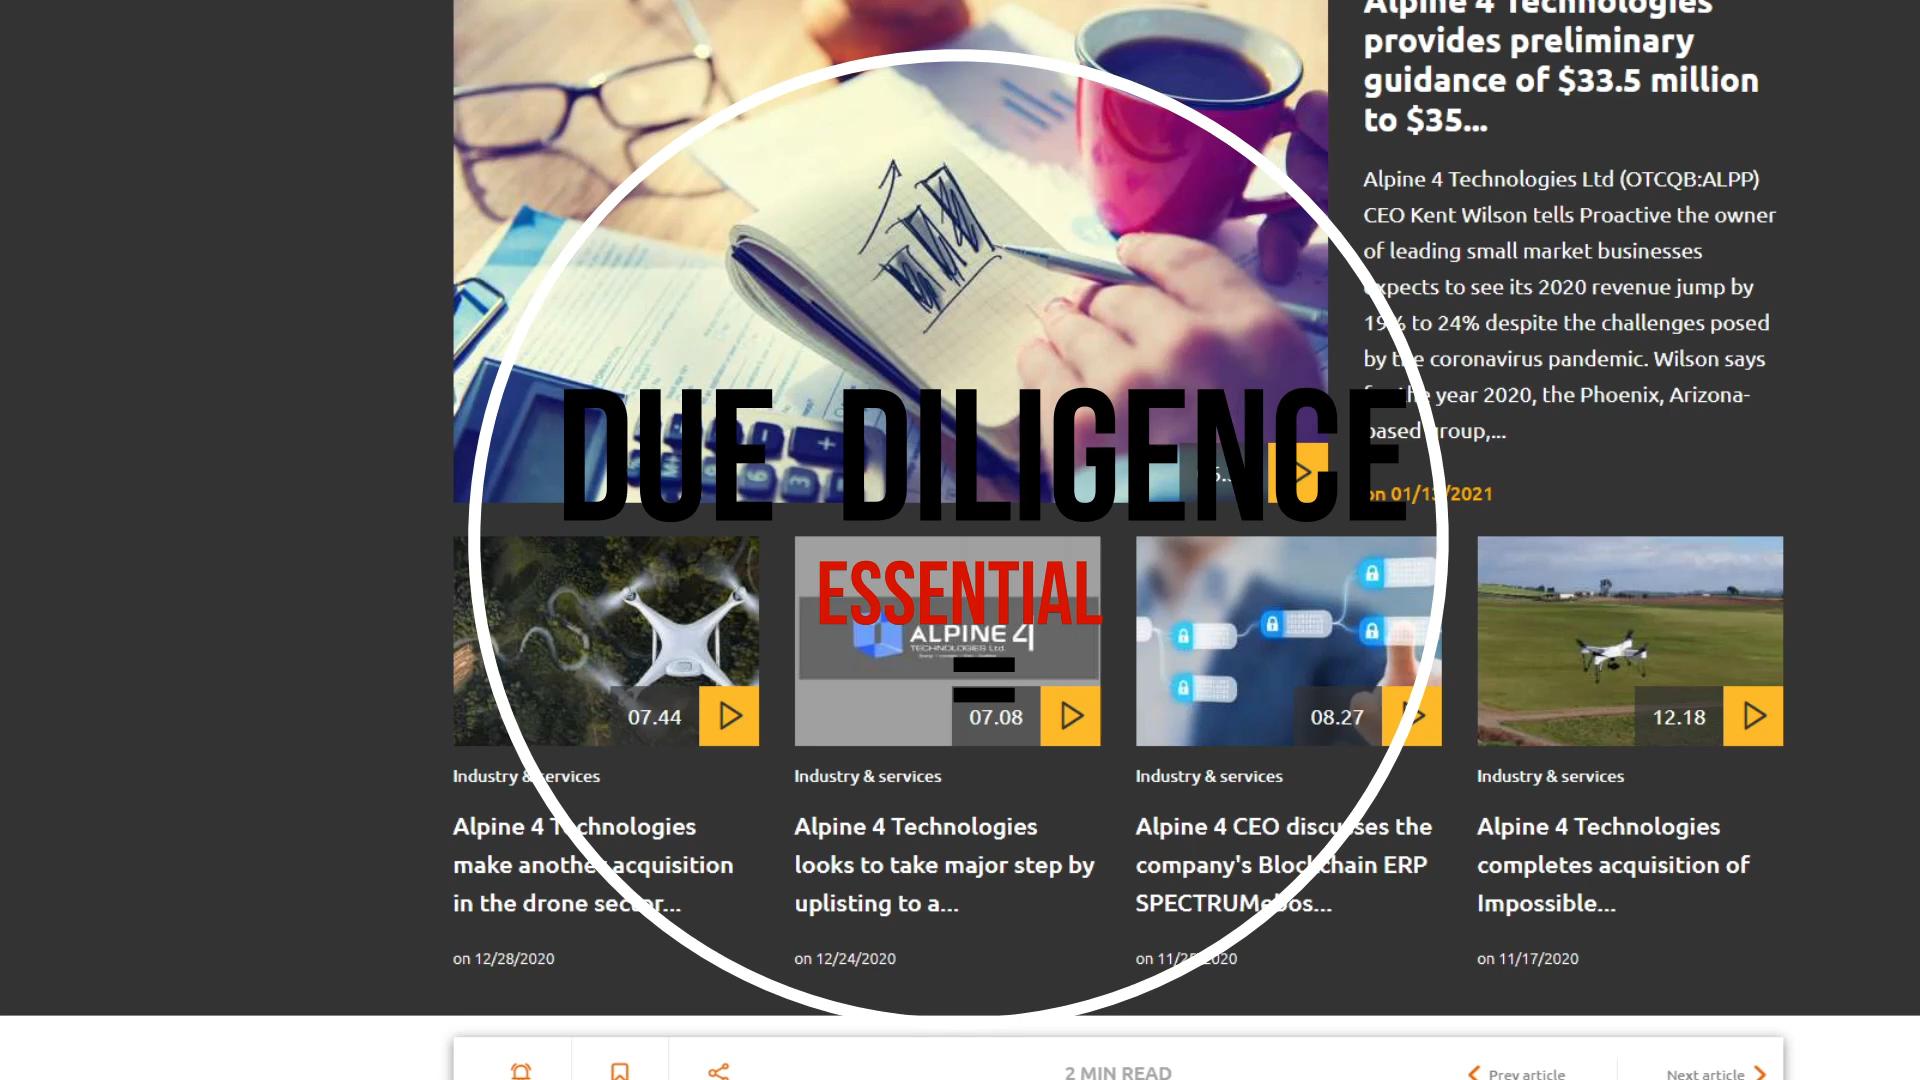 Alpine 4 Technologies
provides preliminary
guidance of $33.5 million
to $35...
Alpine 4 Technologies Ltd (OTCQB:ALPP)
CEO Kent Wilson tells Proactive the owner
of leading small market businesses
expects to see its 2020 revenue jump by
19% to 24% despite the challenges posed
by the coronavirus pandemic. Wilson says
for the year 2020, the Phoenix, Arizona-
based group,...
on 01/13/2021
DUE DILIGENCE
ESSENTIAL
ALPINE 4
TECHNOLOGIES Ltd.
07.44
07.08
08.27
12.18
Industry & services
Alpine 4 Technologies
make another acquisition
in the drone sector...
on 12/28/2020
Industry & services
Alpine 4 Technologies
looks to take major step by
uplisting to a...
on 12/24/2020
Industry & services
Alpine 4 CEO discusses the
company's Blockchain ERP
SPECTRUMebos...
Industry & services
Alpine 4 Technologies
completes acquisition of
Impossible...
on 11/17/2020
2 MIN READ
Prev article
Next article